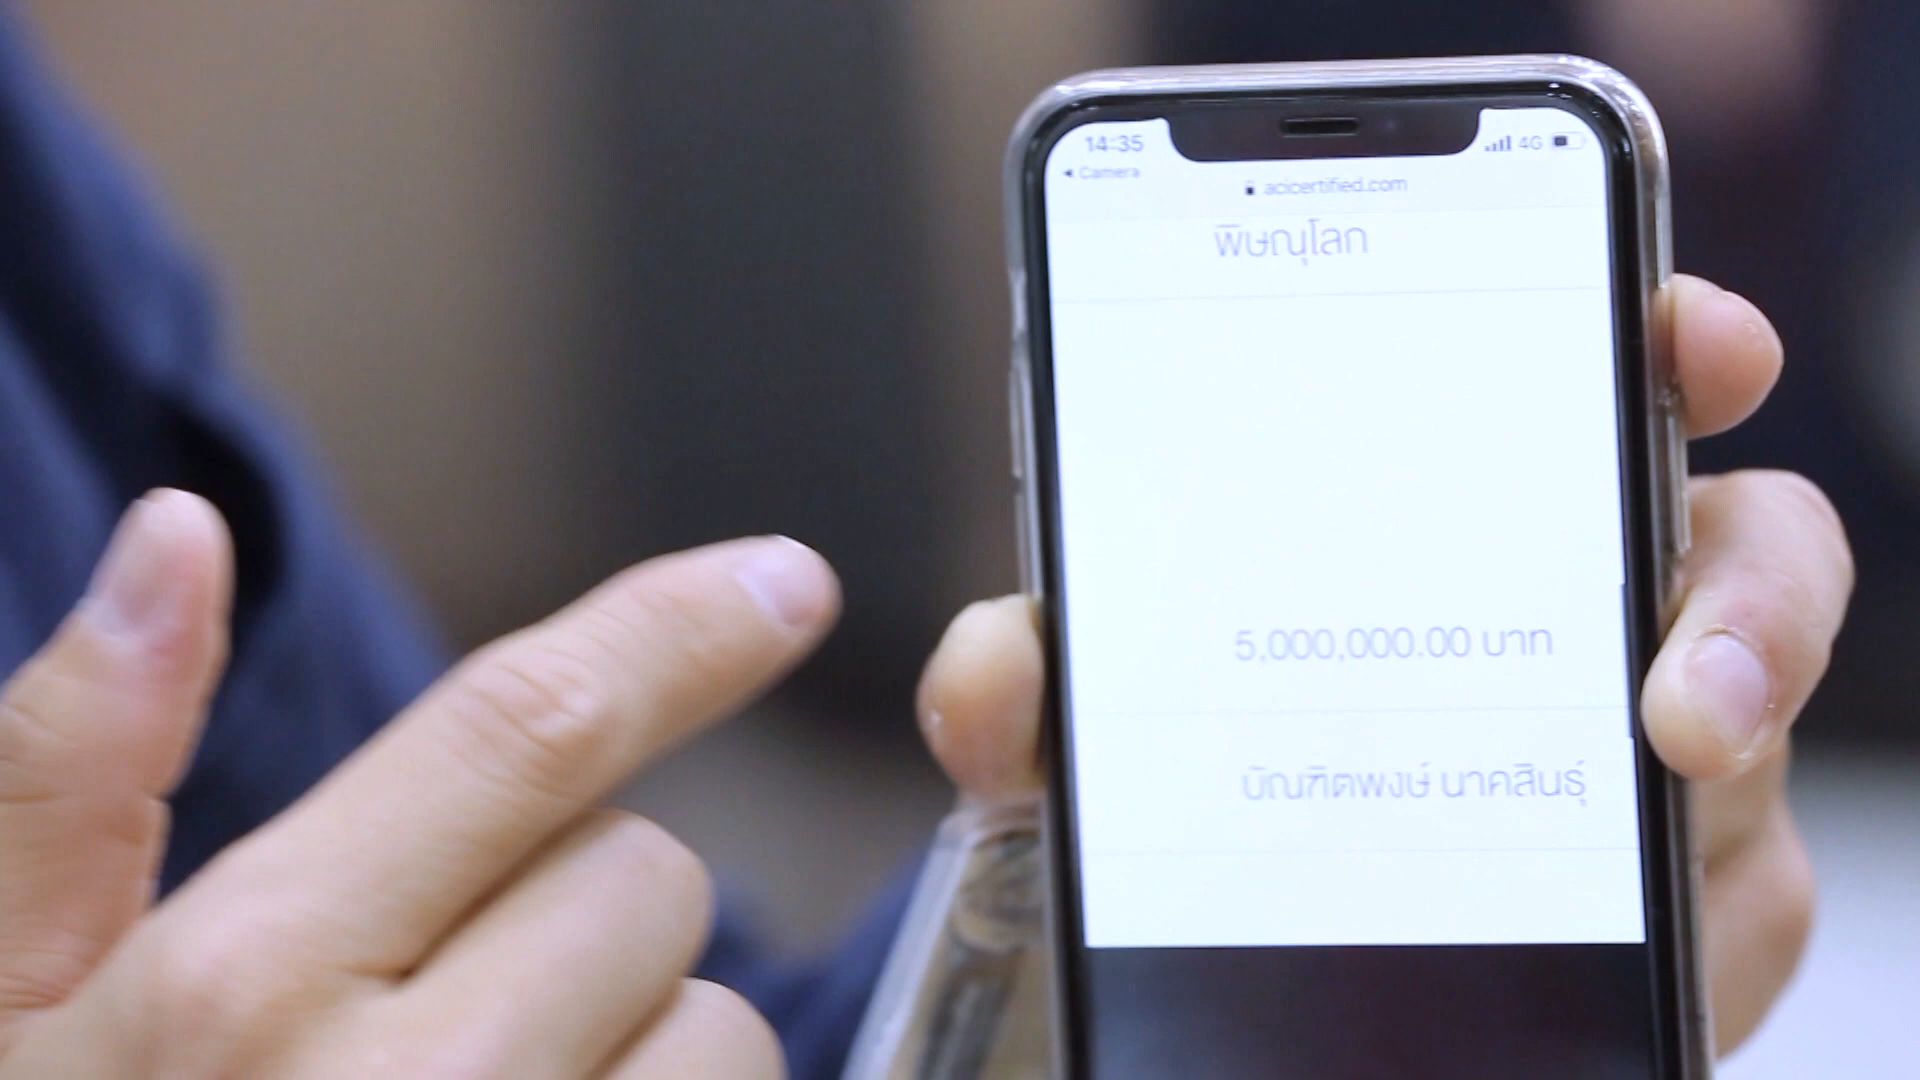 14:35
4G
◀ Camera
acicertified.com
พิษณุโลก
5,000,000.00 บาท
บัณฑิตพงษ์ นาคสินธุ์